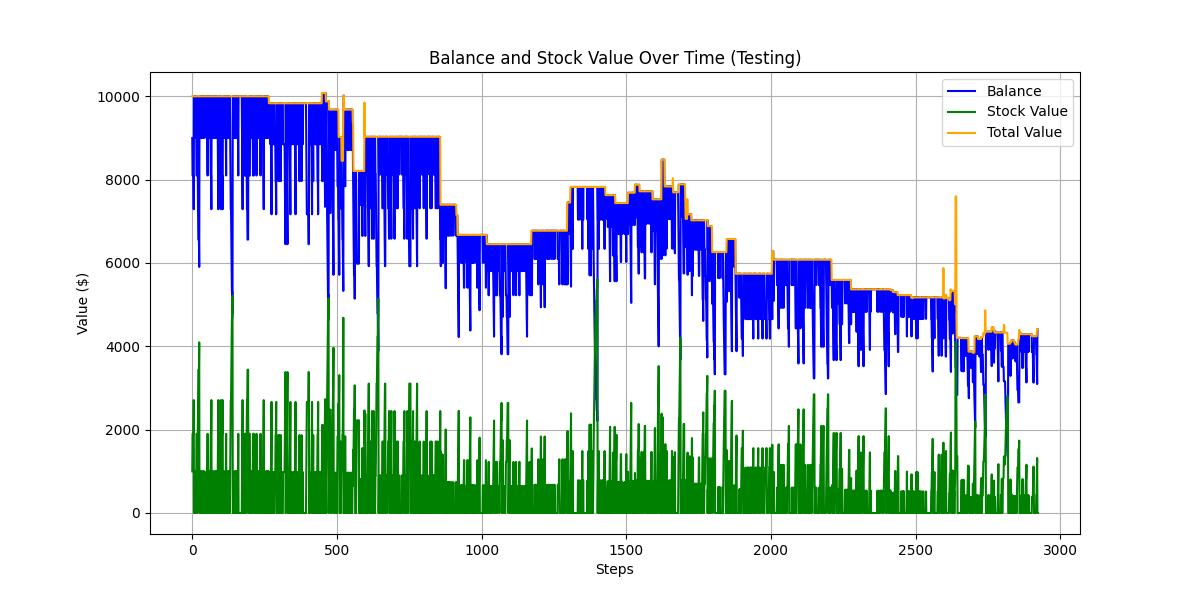 Balance and Stock Value Over Time (Testing)
Balance
Stock Value
Total Value
Value ($)
10000
8000
6000
4000
2000
0
0 500 1000 1500 2000 2500 3000
Steps